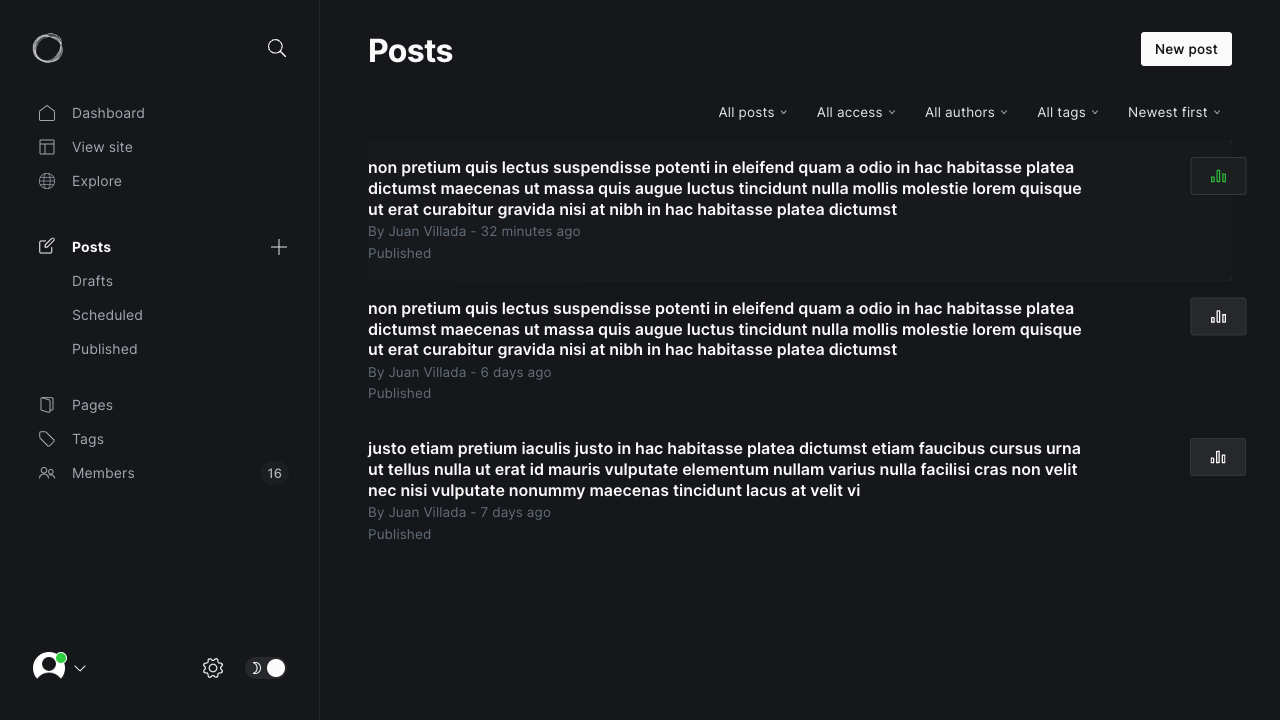 Posts
New post
Dashboard
View site
Explore
Posts
Drafts
Scheduled
Published
Pages
Tags
Members 16
All posts All access All authors All tags Newest first
non pretium quis lectus suspendisse potenti in eleifend quam a odio in hac habitasse platea
dictumst maecenas ut massa quis augue luctus tincidunt nulla mollis molestie lorem quisque
ut erat curabitur gravida nisi at nibh in hac habitasse platea dictumst
By Juan Villada - 32 minutes ago
Published
non pretium quis lectus suspendisse potenti in eleifend quam a odio in hac habitasse platea
dictumst maecenas ut massa quis augue luctus tincidunt nulla mollis molestie lorem quisque
ut erat curabitur gravida nisi at nibh in hac habitasse platea dictumst
By Juan Villada - 6 days ago
Published
justo etiam pretium iaculis justo in hac habitasse platea dictumst etiam faucibus cursus urna
ut tellus nulla ut erat id mauris vulputate elementum nullam varius nulla facilisi cras non velit
nec nisi vulputate nonummy maecenas tincidunt lacus at velit vi
By Juan Villada - 7 days ago
Published